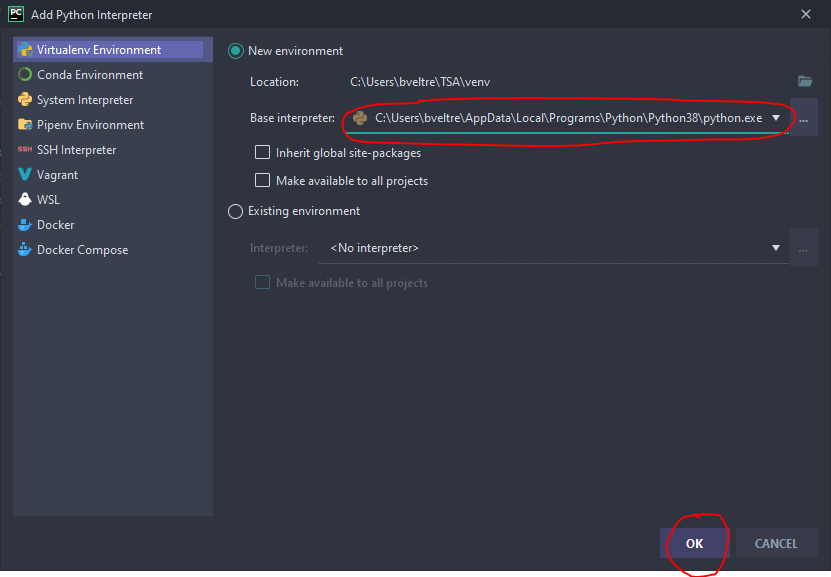 PC Add Python Interpreter
Virtualenv Environment
Conda Environment
System Interpreter
Pipenv Environment
SSH SSH Interpreter
Vagrant
WSL
Docker
Docker Compose
New environment
Location: C:\Users\bveltre\TSA\venv
Base interpreter: C:\Users\bveltre\AppData\Local\Programs\Python\Python38\python.exe ...
Inherit global site-packages
Make available to all projects
Existing environment
Interpreter: <No interpreter> ...
Make available to all projects
OK CANCEL